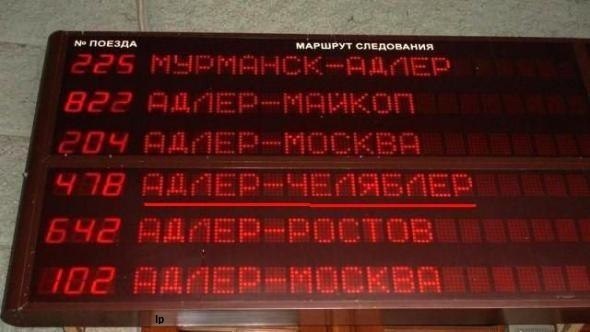 № ПОЕЗДА МАРШРУТ СЛЕДОВАНИЯ
225 МУРМАНСК-АДЛЕР
822 АДЛЕР-МАЙКОП
204 АДЛЕР-МОСКВА
478 АДЛЕР-ЧЕЛЯБЛЕР
642 АДЛЕР-РОСТОВ
102 АДЛЕР-МОСКВА
lp